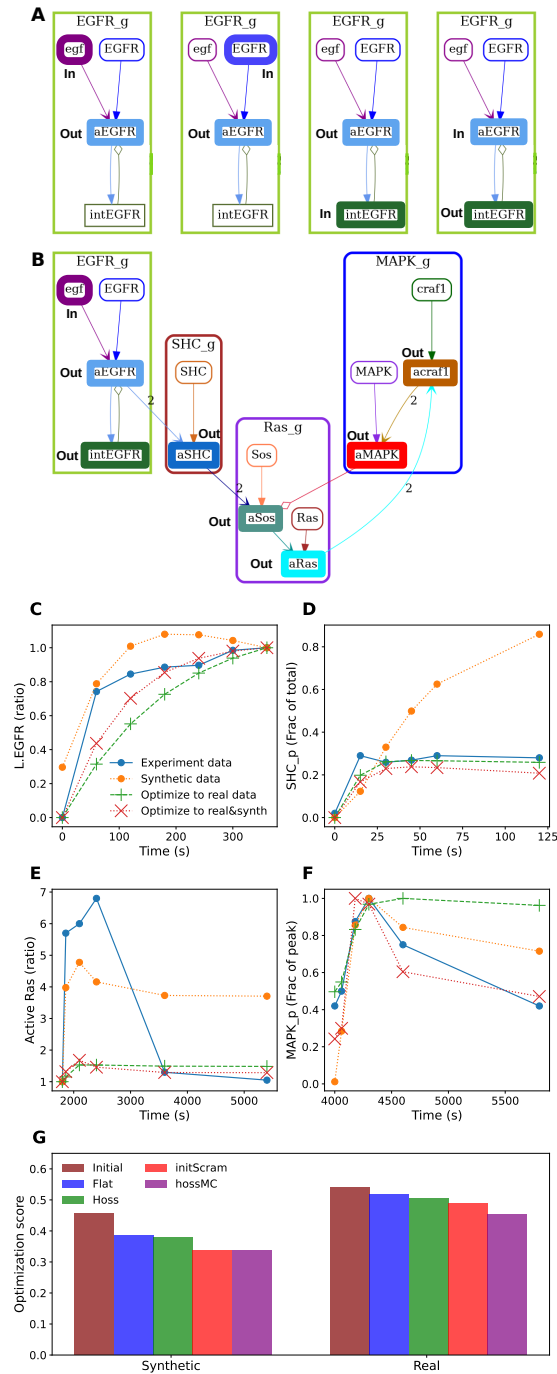 A
EGFR_g EGFR_g EGFR_g EGFR_g
egf EGFR egf EGFR egf EGFR egf EGFR
In In
Out aEGFR Out aEGFR Out aEGFR In aEGFR
intEGFR intEGFR In intEGFR Out intEGFR
B
EGFR_g MAPK_g
egf EGFR craf1
In
SHC_g Out
Out aEGFR SHC MAPK acraf1
2 2
Out Ras_g Out
Out intEGFR aSHC Sos aMAPK
2 2
Out aSos Ras
Out aRas
C
L.EGFR (ratio)
1.0
0.8
0.6
0.4
0.2
0.0
Experiment data
Synthetic data
Optimize to real data
Optimize to real&synth
0 100 200 300
Time (s)
D
SHC_p (Frac of total)
0.8
0.6
0.4
0.2
0.0
0 25 50 75 100 125
Time (s)
E
Active Ras (ratio)
7
6
5
4
3
2
1
2000 3000 4000 5000
Time (s)
F
MAPK_p (Frac of peak)
1.0
0.8
0.6
0.4
0.2
0.0
4000 4500 5000 5500
Time (s)
G
Optimization score
0.6
0.5
0.4
0.3
0.2
0.1
0.0
Initial initScram
Flat hossMC
Hoss
Synthetic Real